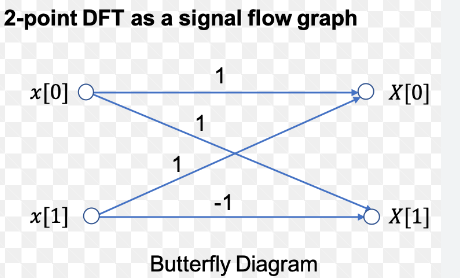 2-point DFT as a signal flow graph
1
x[0] X[0]
1
1
-1
x[1] X[1]
Butterfly Diagram